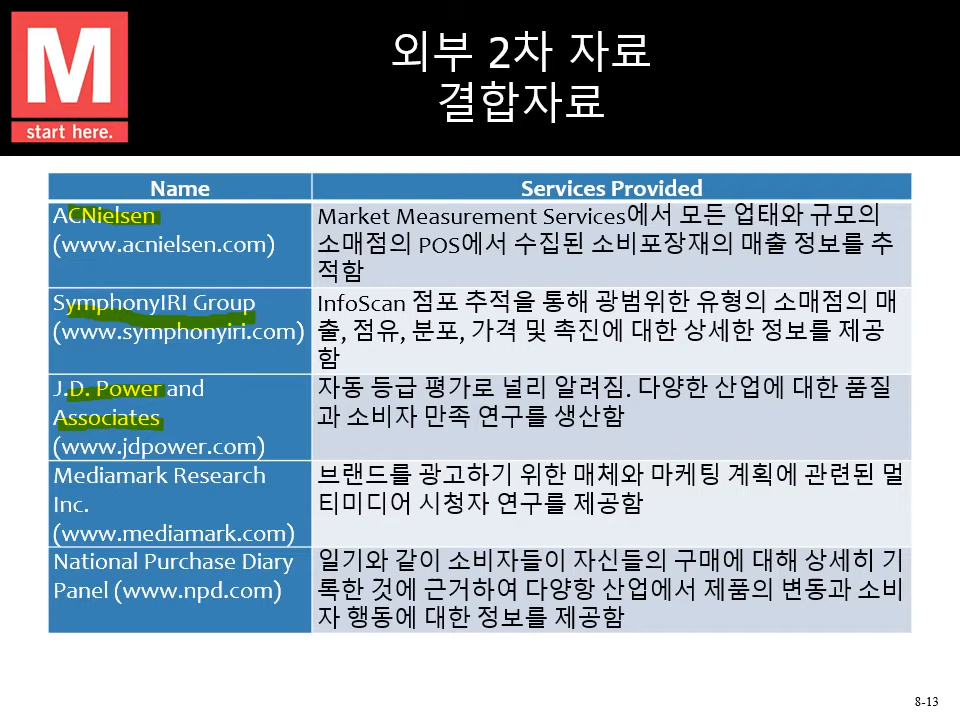 M
start here.
외부 2차 자료
결합자료
Name
Services Provided
ACNielsen
(www.acnielsen.com)
Market Measurement Services에서 모든 업태와 규모의
소매점의 POS에서 수집된 소비포장재의 매출 정보를 추
적함
SymphonyIRI Group
(www.symphonyiri.com)
InfoScan 점포 추적을 통해 광범위한 유형의 소매점의 매
출, 점유, 분포, 가격 및 촉진에 대한 상세한 정보를 제공
함
J.D. Power and
Associates
(www.jdpower.com)
자동 등급 평가로 널리 알려짐. 다양한 산업에 대한 품질
과 소비자 만족 연구를 생산함
Mediamark Research
Inc.
(www.mediamark.com)
브랜드를 광고하기 위한 매체와 마케팅 계획에 관련된 멀
티미디어 시청자 연구를 제공함
National Purchase Diary
Panel (www.npd.com)
일기와 같이 소비자들이 자신들의 구매에 대해 상세히 기
록한 것에 근거하여 다양항 산업에서 제품의 변동과 소비
자 행동에 대한 정보를 제공함
8-13